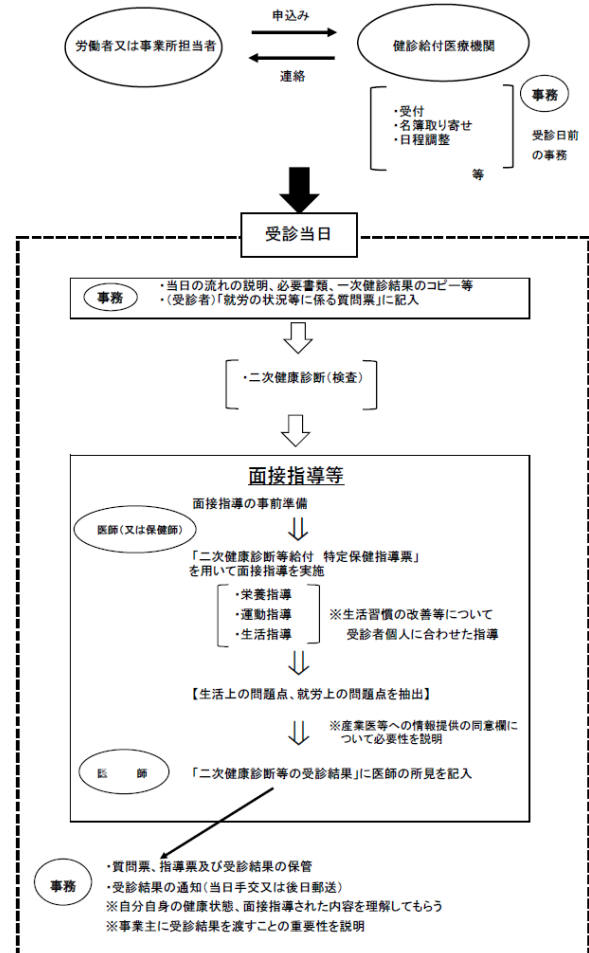 申込み
労働者又は事業所担当者
健診給付医療機関
連絡
事務
・受付
・名簿取り寄せ
・日程調整
等
受診日前
の事務
受診当日
事務
・当日の流れの説明、必要書類、一次健診結果のコピー等
・(受診者)「就労の状況等に係る質問票」に記入
・二次健康診断(検査)
面接指導等
面接指導の事前準備
医師(又は保健師)
「二次健康診断等給付 特定保健指導票」
を用いて面接指導を実施
・栄養指導
・運動指導
・生活指導
※生活習慣の改善等について
受診者個人に合わせた指導
【生活上の問題点、就労上の問題点を抽出】
※産業医等への情報提供の同意欄に
ついて必要性を説明
医 師
「二次健康診断等の受診結果」に医師の所見を記入
事務
・質問票、指導票及び受診結果の保管
・受診結果の通知(当日手交又は後日郵送)
※自分自身の健康状態、面接指導された内容を理解してもらう
※事業主に受診結果を渡すことの重要性を説明